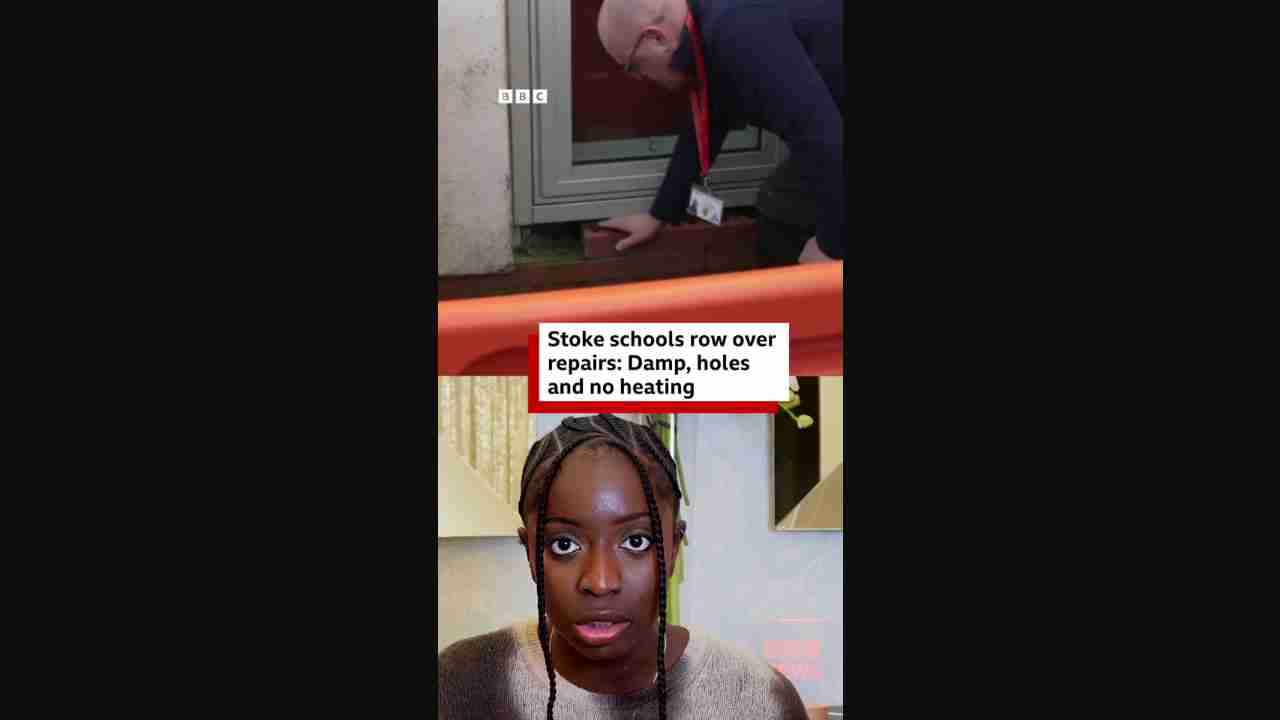 BBC
Stoke schools row over
repairs: Damp, holes
and no heating